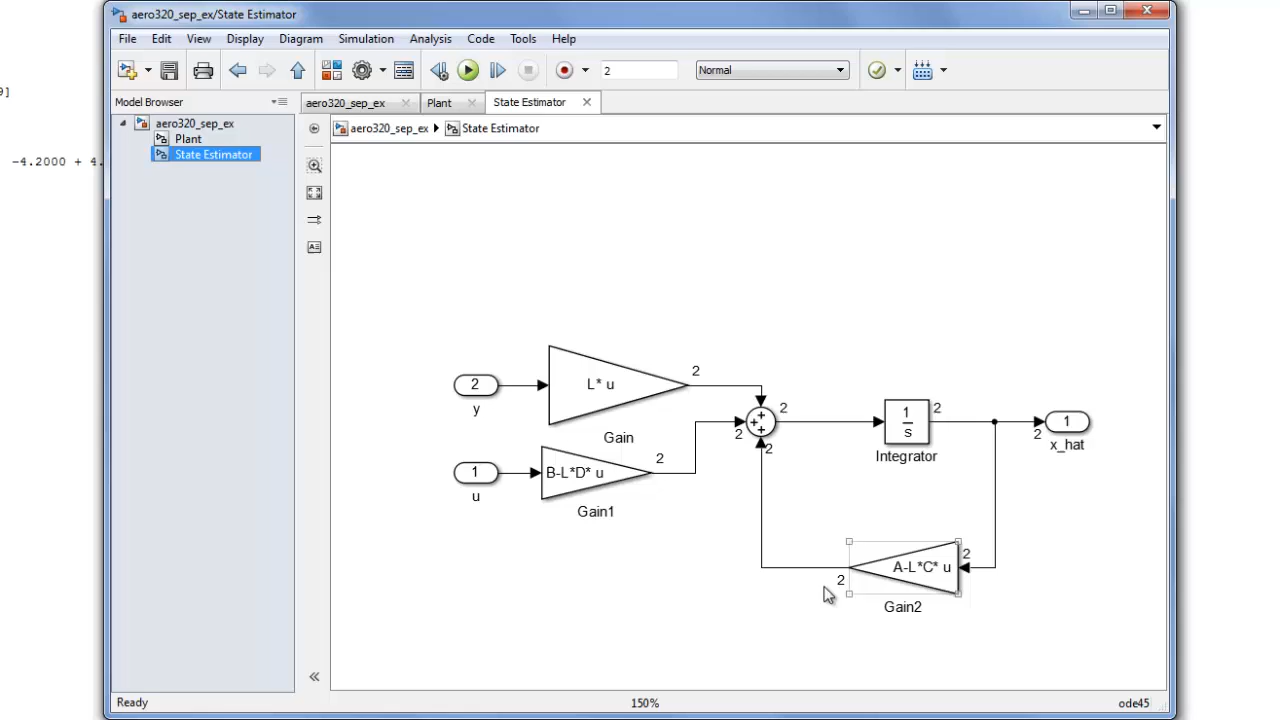 aero320_sep_ex/State Estimator
File Edit View Display Diagram Simulation Analysis Code Tools Help
2 Normal
Model Browser
aero320_sep_ex Plant State Estimator
aero320_sep_ex
Plant
State Estimator
aero320_sep_ex State Estimator
9]
-4.2000 + 4.
2
y
L* u
2
Gain
1
u
B-L*D* u
2
Gain1
2
2
2
1
s
2
Integrator
1
2
x_hat
A-L*C* u
2
2
Gain2
Ready 150% ode45